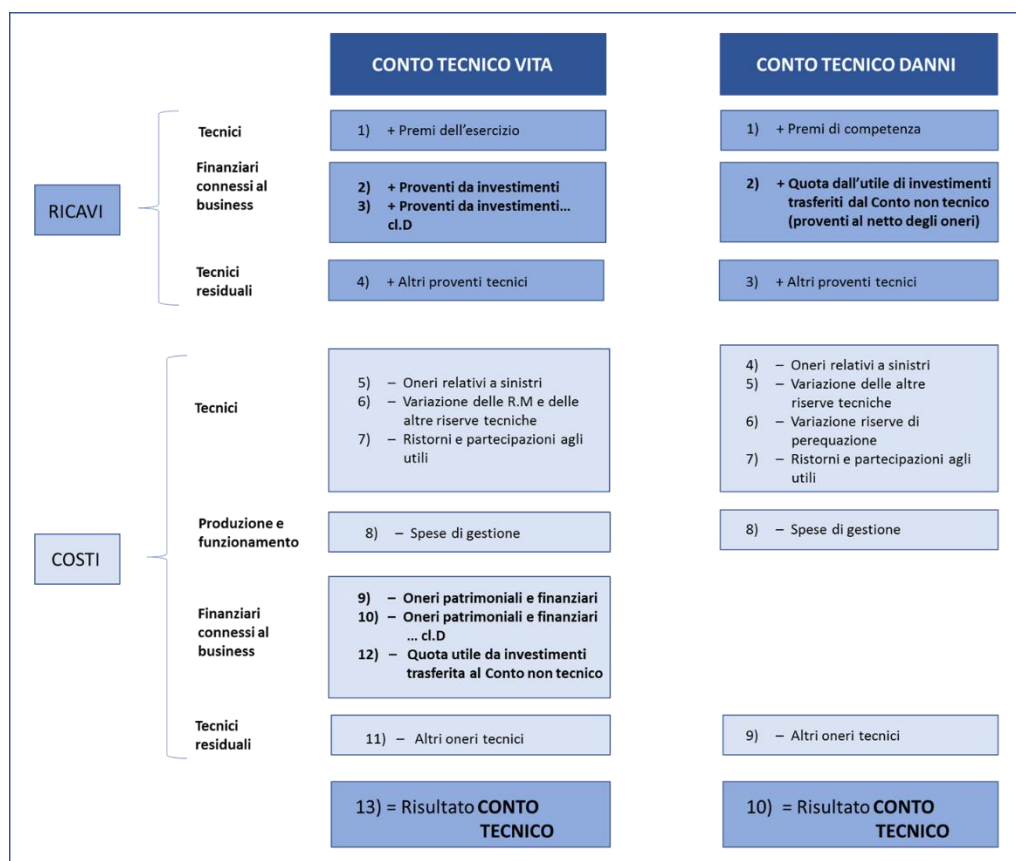 CONTO TECNICO VITA
CONTO TECNICO DANNI
RICAVI
Tecnici
1) + Premi dell'esercizio
1) + Premi di competenza
Finanziari
connessi al
business
2) + Proventi da investimenti
3) + Proventi da investimenti...
cl.D
2) + Quota dall'utile di investimenti
trasferiti dal Conto non tecnico
(proventi al netto degli oneri)
Tecnici
residuali
4) + Altri proventi tecnici
3) + Altri proventi tecnici
COSTI
Tecnici
5) – Oneri relativi a sinistri
6) – Variazione delle R.M e delle
altre riserve tecniche
7) – Ristorni e partecipazioni agli
utili
4) – Oneri relativi a sinistri
5) – Variazione delle altre
riserve tecniche
6) – Variazione riserve di
perequazione
7) – Ristorni e partecipazioni agli
utili
Produzione e
funzionamento
8) – Spese di gestione
8) – Spese di gestione
Finanziari
connessi al
business
9) – Oneri patrimoniali e finanziari
10) – Oneri patrimoniali e finanziari
... cl.D
12) – Quota utile da investimenti
trasferita al Conto non tecnico
Tecnici
residuali
11) – Altri oneri tecnici
9) – Altri oneri tecnici
13) = Risultato CONTO
TECNICO
10) = Risultato CONTO
TECNICO